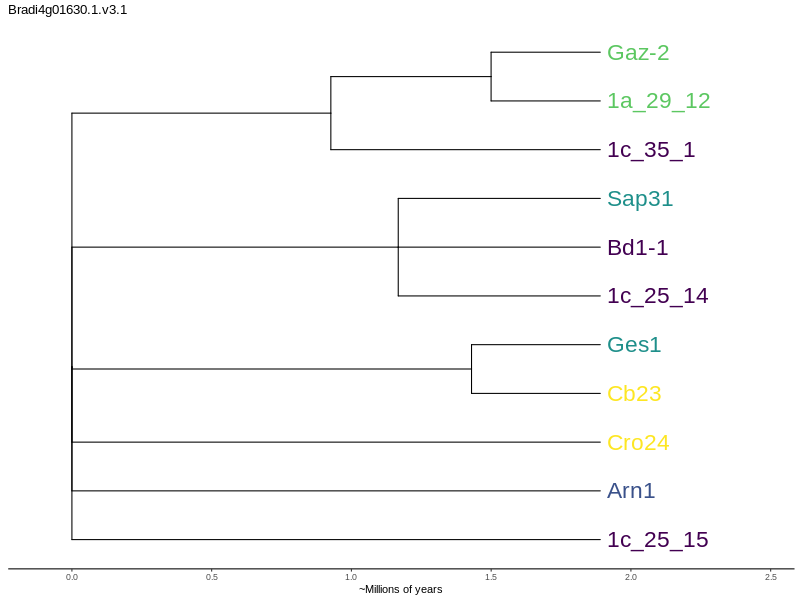 Bradi4g01630.1.v3.1
Gaz-2
1a_29_12
1c_35_1
Sap31
Bd1-1
1c_25_14
Ges1
Cb23
Cro24
Arn1
1c_25_15
0.0 0.5 1.0 1.5 2.0 2.5
~Millions of years